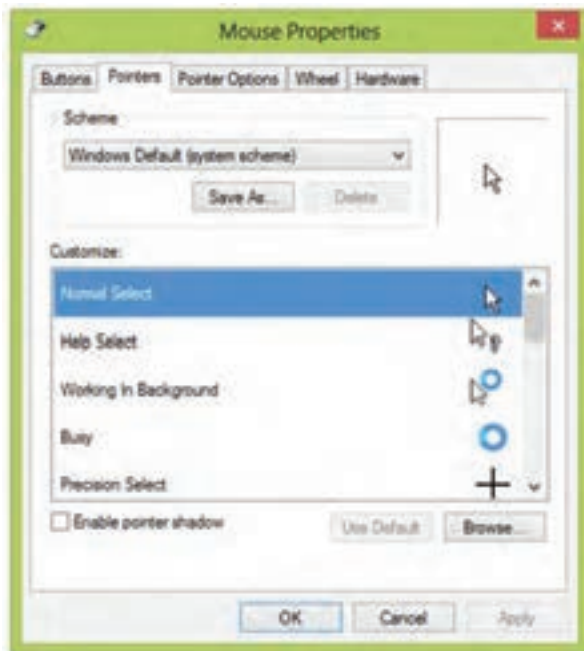 Mouse Properties
Buttons Pointers Pointer Options Wheel Hardware
Scheme
Windows Default (system scheme)
Save As... Delete
Customize:
Normal Select
Help Select
Working In Background
Busy
Precision Select
Enable pointer shadow
Use Default Browse...
OK Cancel Apply